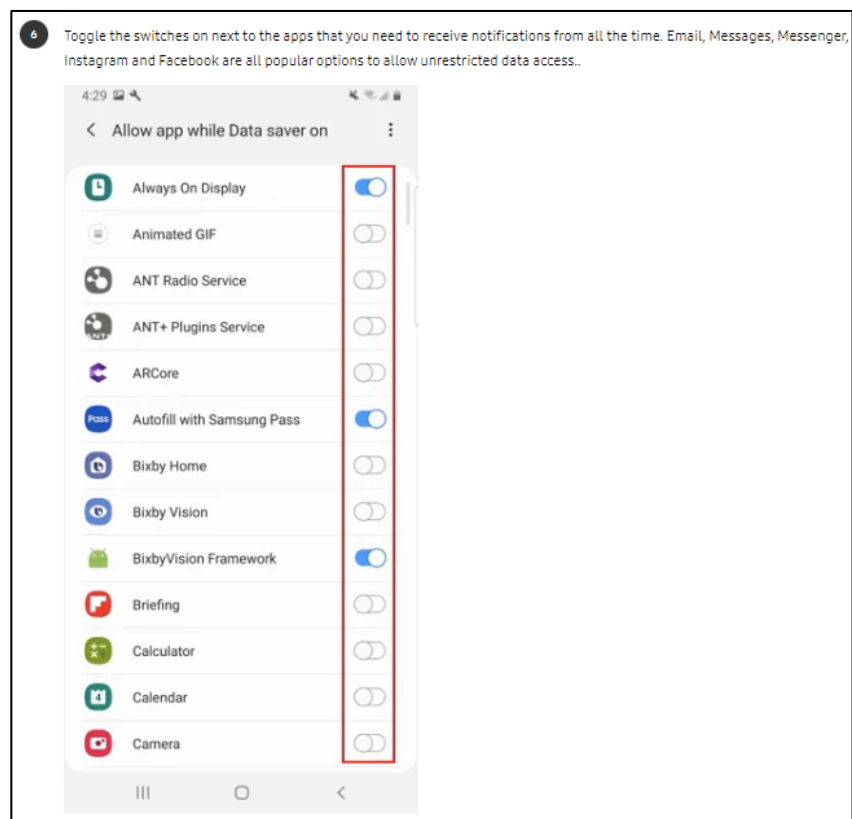 6
Toggle the switches on next to the apps that you need to receive notifications from all the time. Email, Messages, Messenger,
Instagram and Facebook are all popular options to allow unrestricted data access..
4:29
Allow app while Data saver on
Always On Display
Animated GIF
ANT Radio Service
ANT+ Plugins Service
ARCore
Pass
Autofill with Samsung Pass
Bixby Home
Bixby Vision
BixbyVision Framework
Briefing
Calculator
4
Calendar
Camera